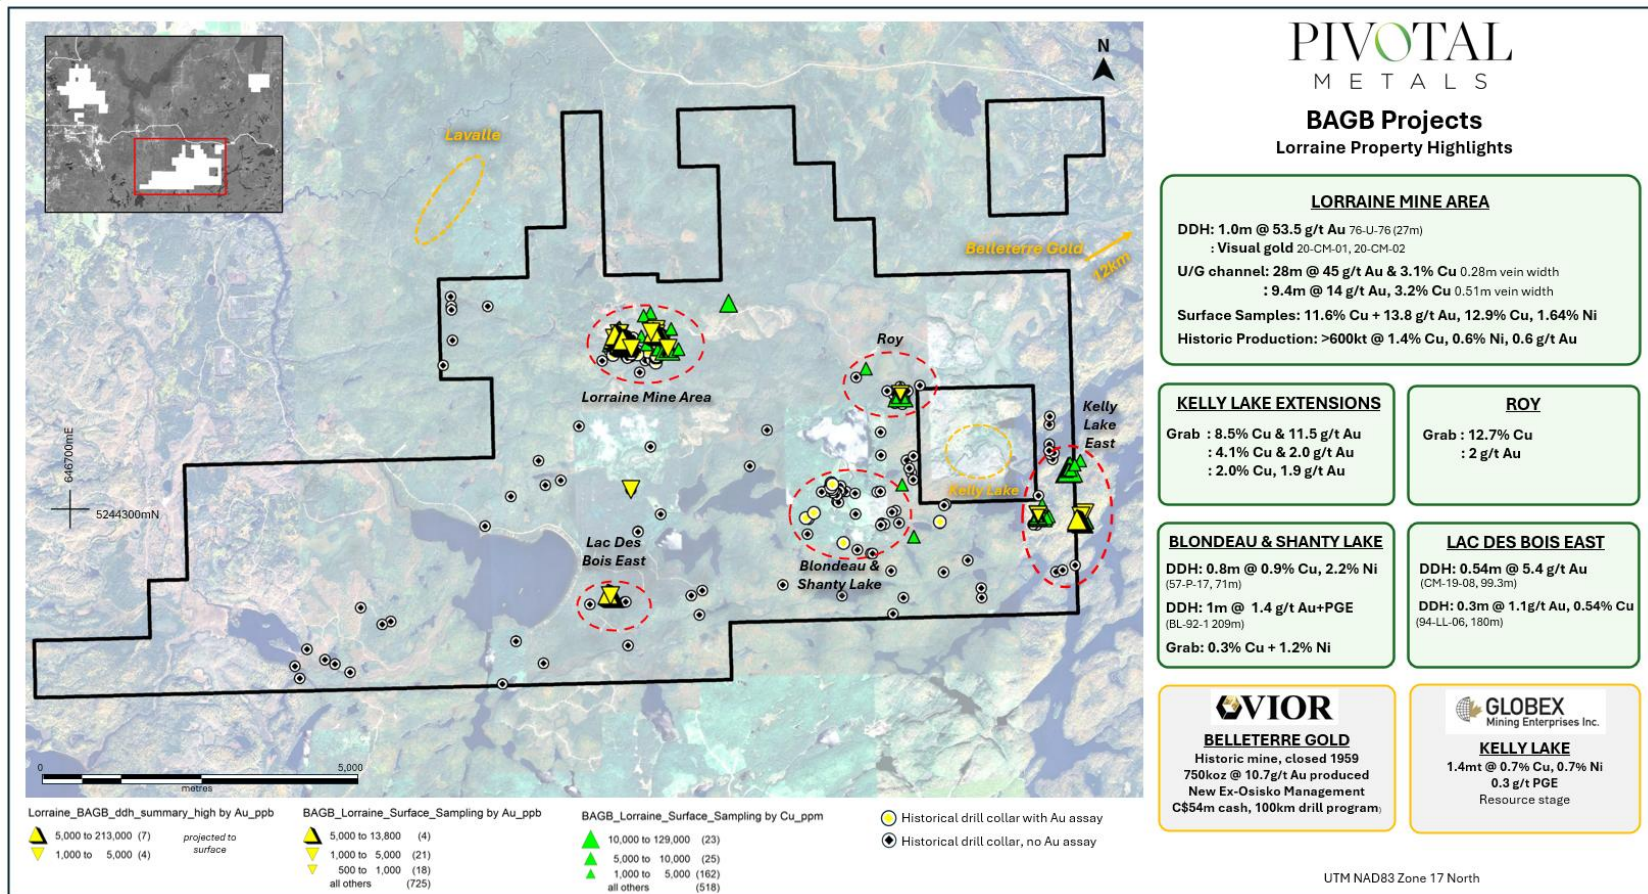 N
Lavalle
Belleterre Gold
12km
Roy
Lorraine Mine Area
Kelly
Lake
East
Kelly Lake
646700mE
5244300mN
Lac Des
Bois East
Blondeau &
Shanty Lake
0
5,000
metres
PIVOTAL
METALS
BAGB Projects
Lorraine Property Highlights
LORRAINE MINE AREA
DDH: 1.0m @ 53.5 g/t Au 76-U-76 (27m)
: Visual gold 20-CM-01, 20-CM-02
U/G channel: 28m @ 45 g/t Au & 3.1% Cu 0.28m vein width
: 9.4m @ 14 g/t Au, 3.2% Cu 0.51m vein width
Surface Samples: 11.6% Cu + 13.8 g/t Au, 12.9% Cu, 1.64% Ni
Historic Production: >600kt @ 1.4% Cu, 0.6% Ni, 0.6 g/t Au
KELLY LAKE EXTENSIONS
Grab : 8.5% Cu & 11.5 g/t Au
: 4.1% Cu & 2.0 g/t Au
: 2.0% Cu, 1.9 g/t Au
ROY
Grab : 12.7% Cu
: 2 g/t Au
BLONDEAU & SHANTY LAKE
DDH: 0.8m @ 0.9% Cu, 2.2% Ni
(57-P-17, 71m)
DDH: 1m @ 1.4 g/t Au+PGE
(BL-92-1 209m)
Grab: 0.3% Cu + 1.2% Ni
LAC DES BOIS EAST
DDH: 0.54m @ 5.4 g/t Au
(CM-19-08, 99.3m)
DDH: 0.3m @ 1.1g/t Au, 0.54% Cu
(94-LL-06, 180m)
VIOR
BELLETERRE GOLD
Historic mine, closed 1959
750koz @ 10.7g/t Au produced
New Ex-Osisko Management
C$54m cash, 100km drill program)
GLOBEX
Mining Enterprises Inc.
KELLY LAKE
1.4mt @ 0.7% Cu, 0.7% Ni
0.3 g/t PGE
Resource stage
Lorraine_BAGB_ddh_summary_high by Au_ppb
5,000 to 213,000 (7)
1,000 to 5,000 (4)
projected to
surface
BAGB_Lorraine_Surface_Sampling by Au_ppb
5,000 to 13,800 (4)
1,000 to 5,000 (21)
500 to 1,000 (18)
all others (725)
BAGB_Lorraine_Surface_Sampling by Cu_ppm
10,000 to 129,000 (23)
5,000 to 10,000 (25)
1,000 to 5,000 (162)
all others (518)
Historical drill collar with Au assay
Historical drill collar, no Au assay
UTM NAD83 Zone 17 North